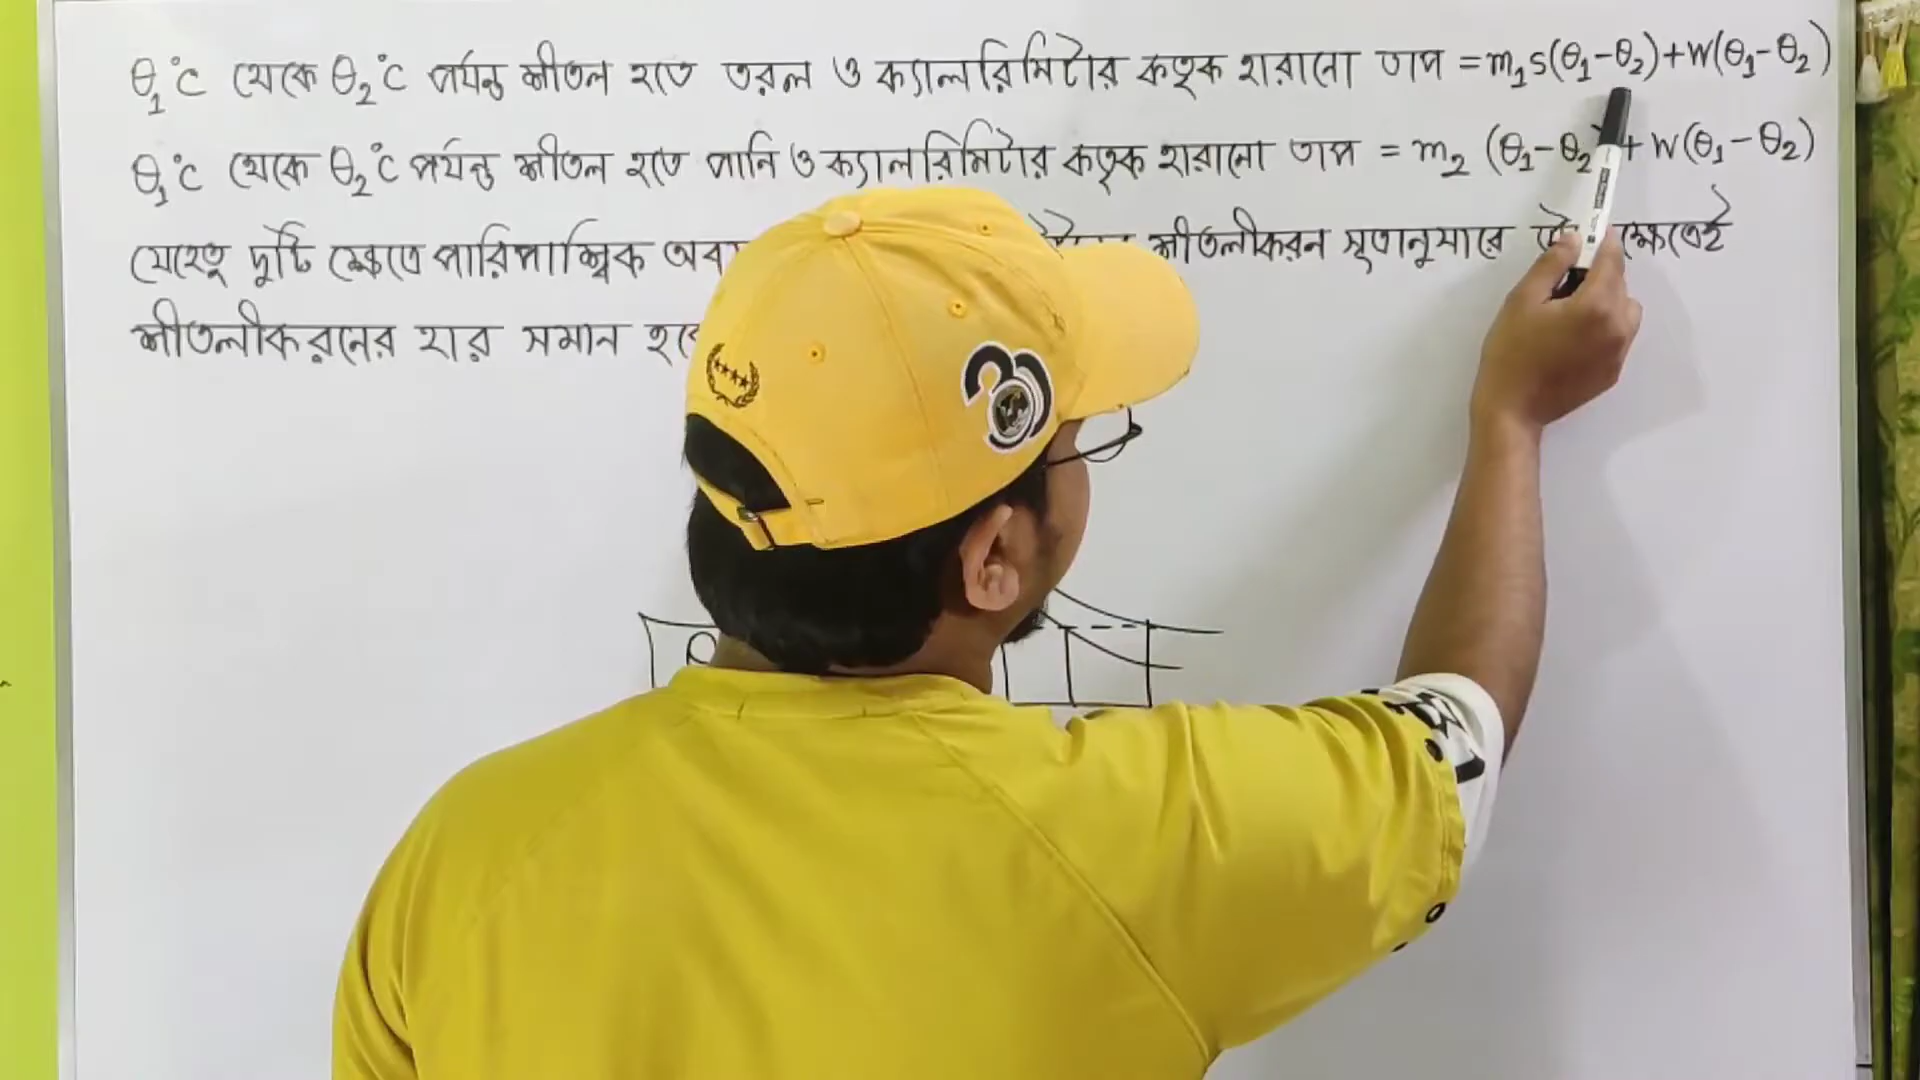 θ₁°C থেকে θ₂°C পর্যন্ত শীতল হতে তরল ও ক্যালরিমিটার কতৃক হারানো তাপ = m₁s(θ₁-θ₂)+W(θ₁-θ₂)
θ₁°C থেকে θ₂°C পর্যন্ত শীতল হতে পানি ও ক্যালরিমিটার কতৃক হারানো তাপ = m₂ (θ₁-θ₂)+W(θ₁-θ₂)
যেহেতু দুটি ক্ষেত্রে পারিপার্শ্বিক শীতলীকরন সূত্রানুসারে ক্ষেত্রেই
শীতলীকরনের হার সমান